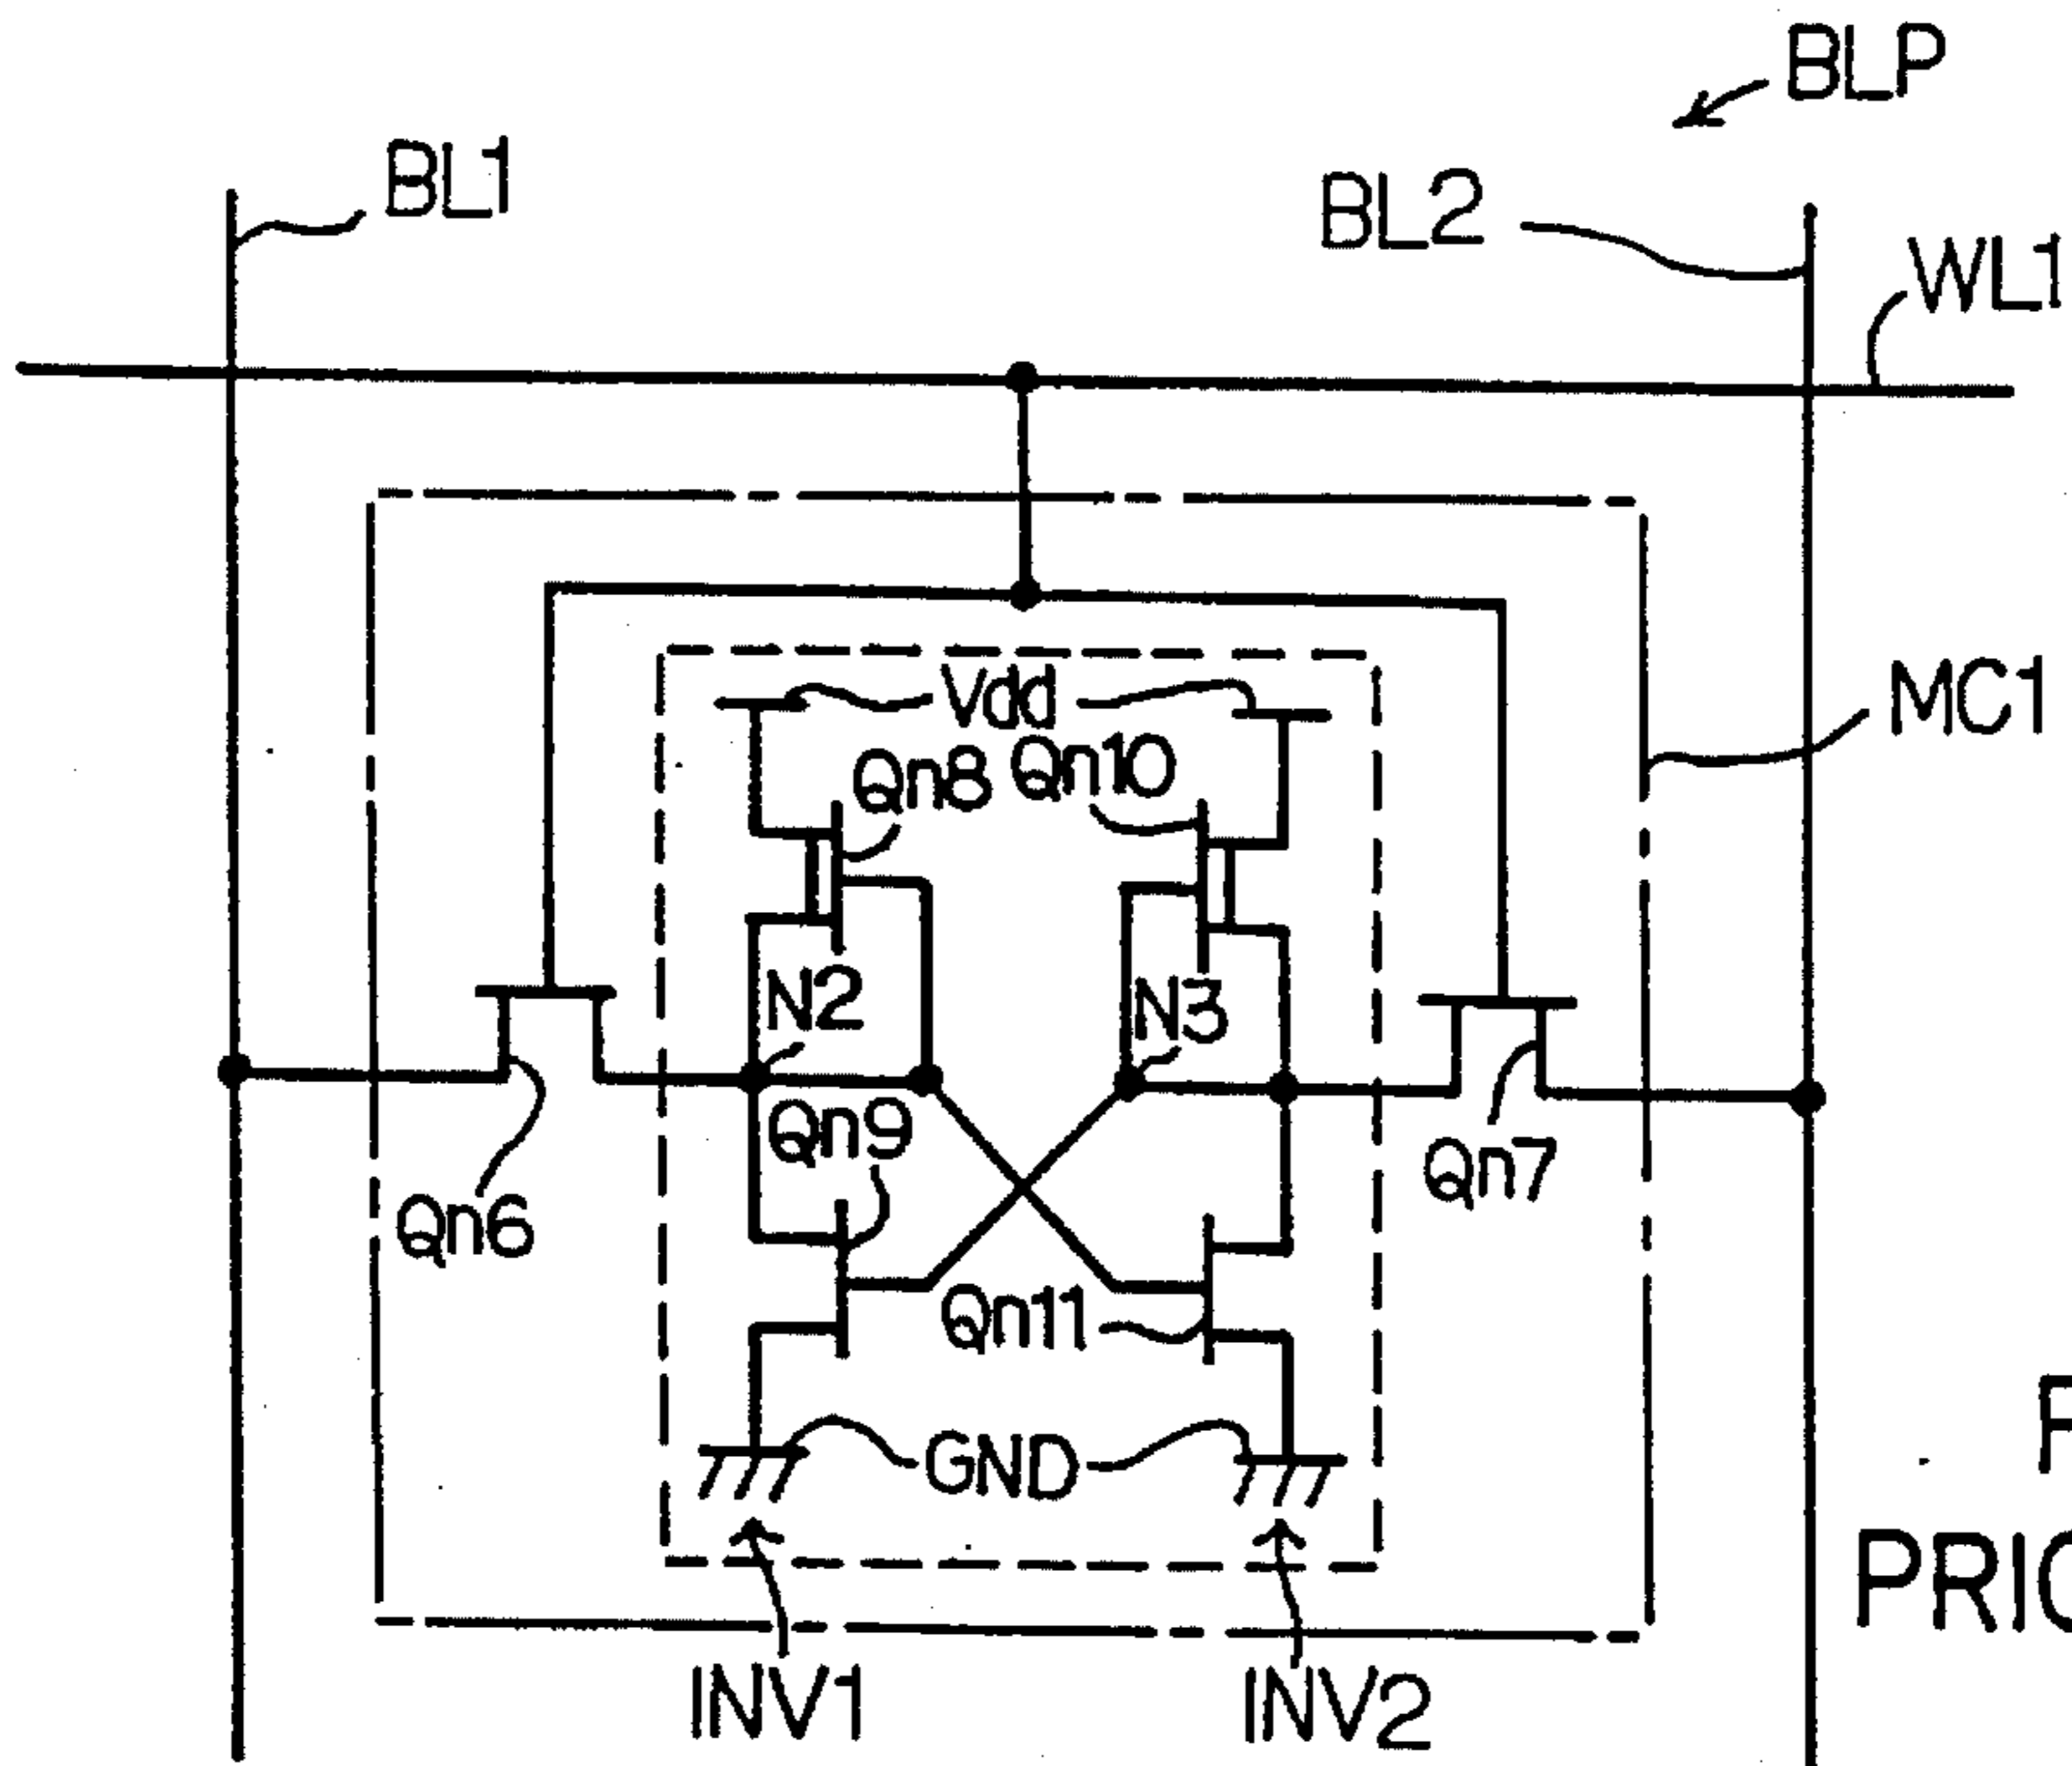 BLP
BL1
BL2
WL1
Vdd
MC1
Qn8
Qn10
N2
N3
Qn9
Qn7
Qn6
Qn11
GND
INV1
INV2